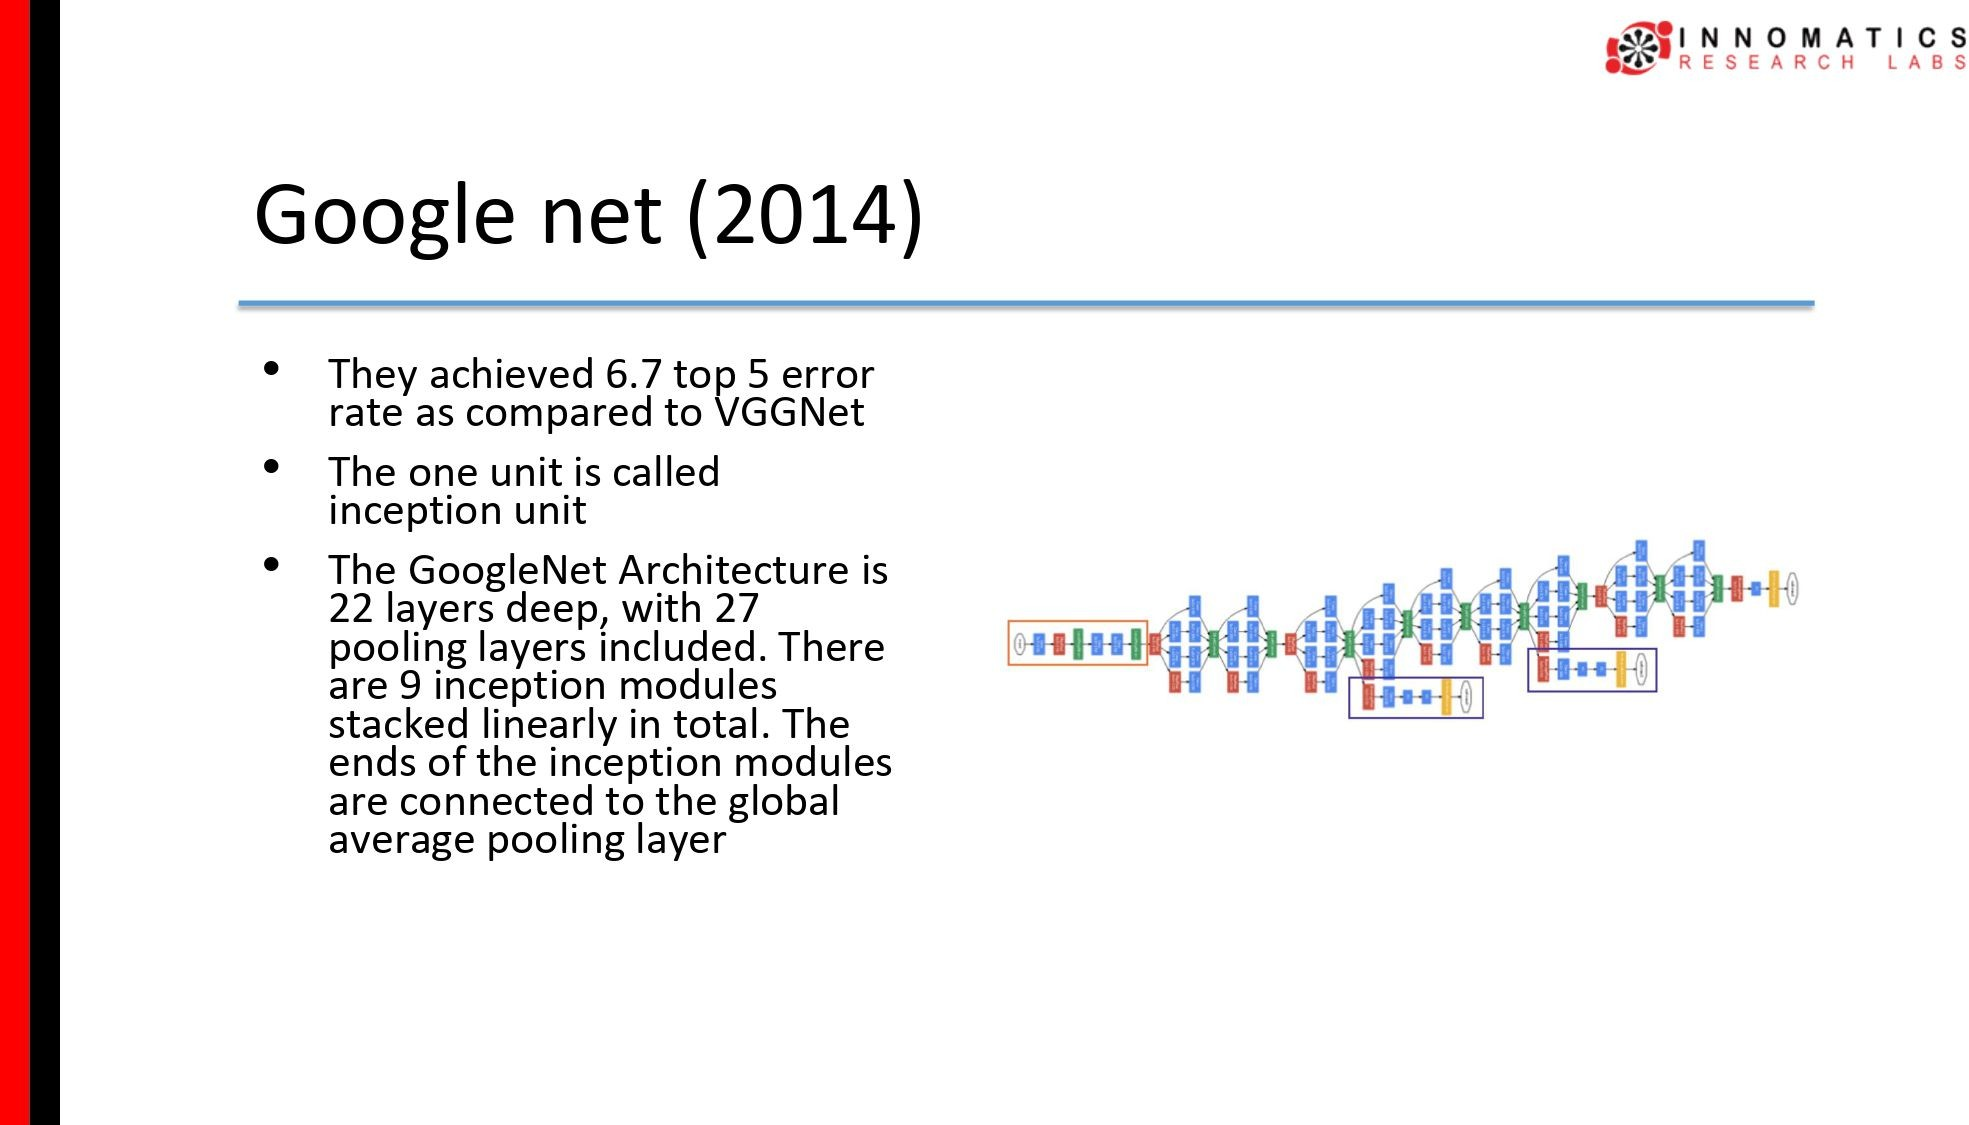 INNOMATICS
RESEARCH LABS
Google net (2014)
• They achieved 6.7 top 5 error
rate as compared to VGGNet
• The one unit is called
inception unit
• The GoogleNet Architecture is
22 layers deep, with 27
pooling layers included. There
are 9 inception modules
stacked linearly in total. The
ends of the inception modules
are connected to the global
average pooling layer